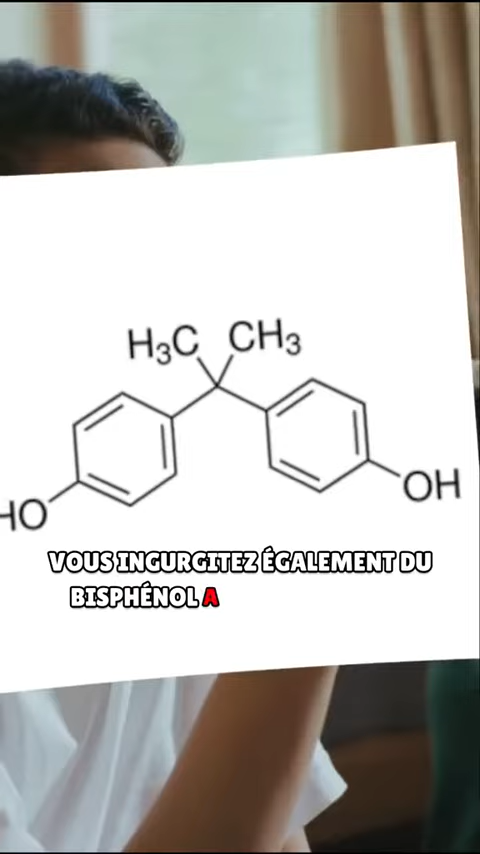 H₃C CH₃
HO OH
VOUS INGURGITEZ ÉGALEMENT DU
BISPHÉNOL A